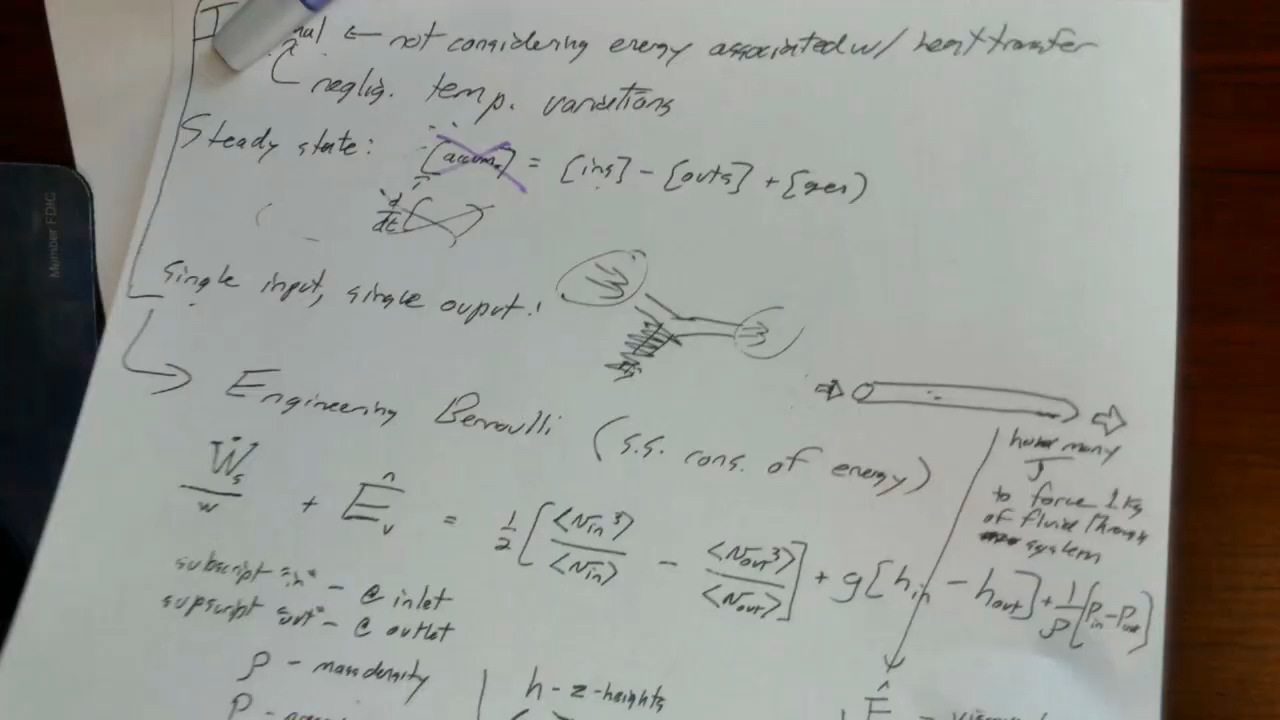 nal ← not considering energy associated w/ heat transfer
neglig. temp. variations
Steady state: [accum.] = [ins] - [outs] + [gen]
d/dt( )
Member FDIC
single input, single ouput!
Engineering Bernoulli (s.s. cons. of energy)
how many
J
to force 1 kg
of fluid through
system
Ẇs/w + Êv = 1/2 [<vin³>/<vin> - <vout³>/<vout>] + g[hin - hout] + 1/ρ[Pin - Pout]
subscript "in" - @ inlet
supscript "out" - @ outlet
ρ - mass density
h - z-heights
P -
Ê -